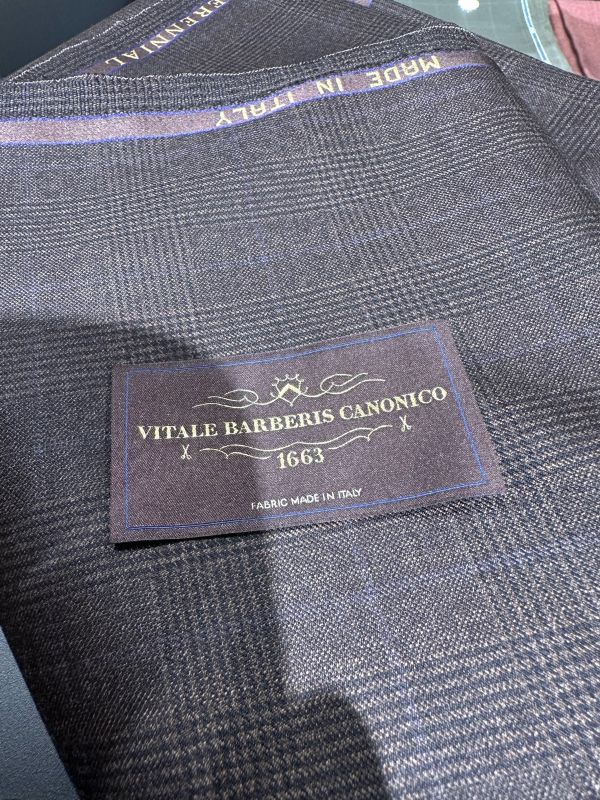 ERENNIAL
MADE IN ITALY
VITALE BARBERIS CANONICO
1663
FABRIC MADE IN ITALY